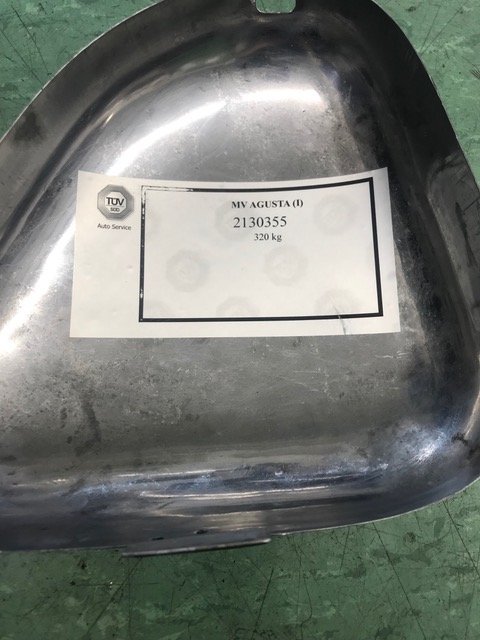 TÜV
SÜD
Auto Service
MV AGUSTA (I)
2130355
320 kg